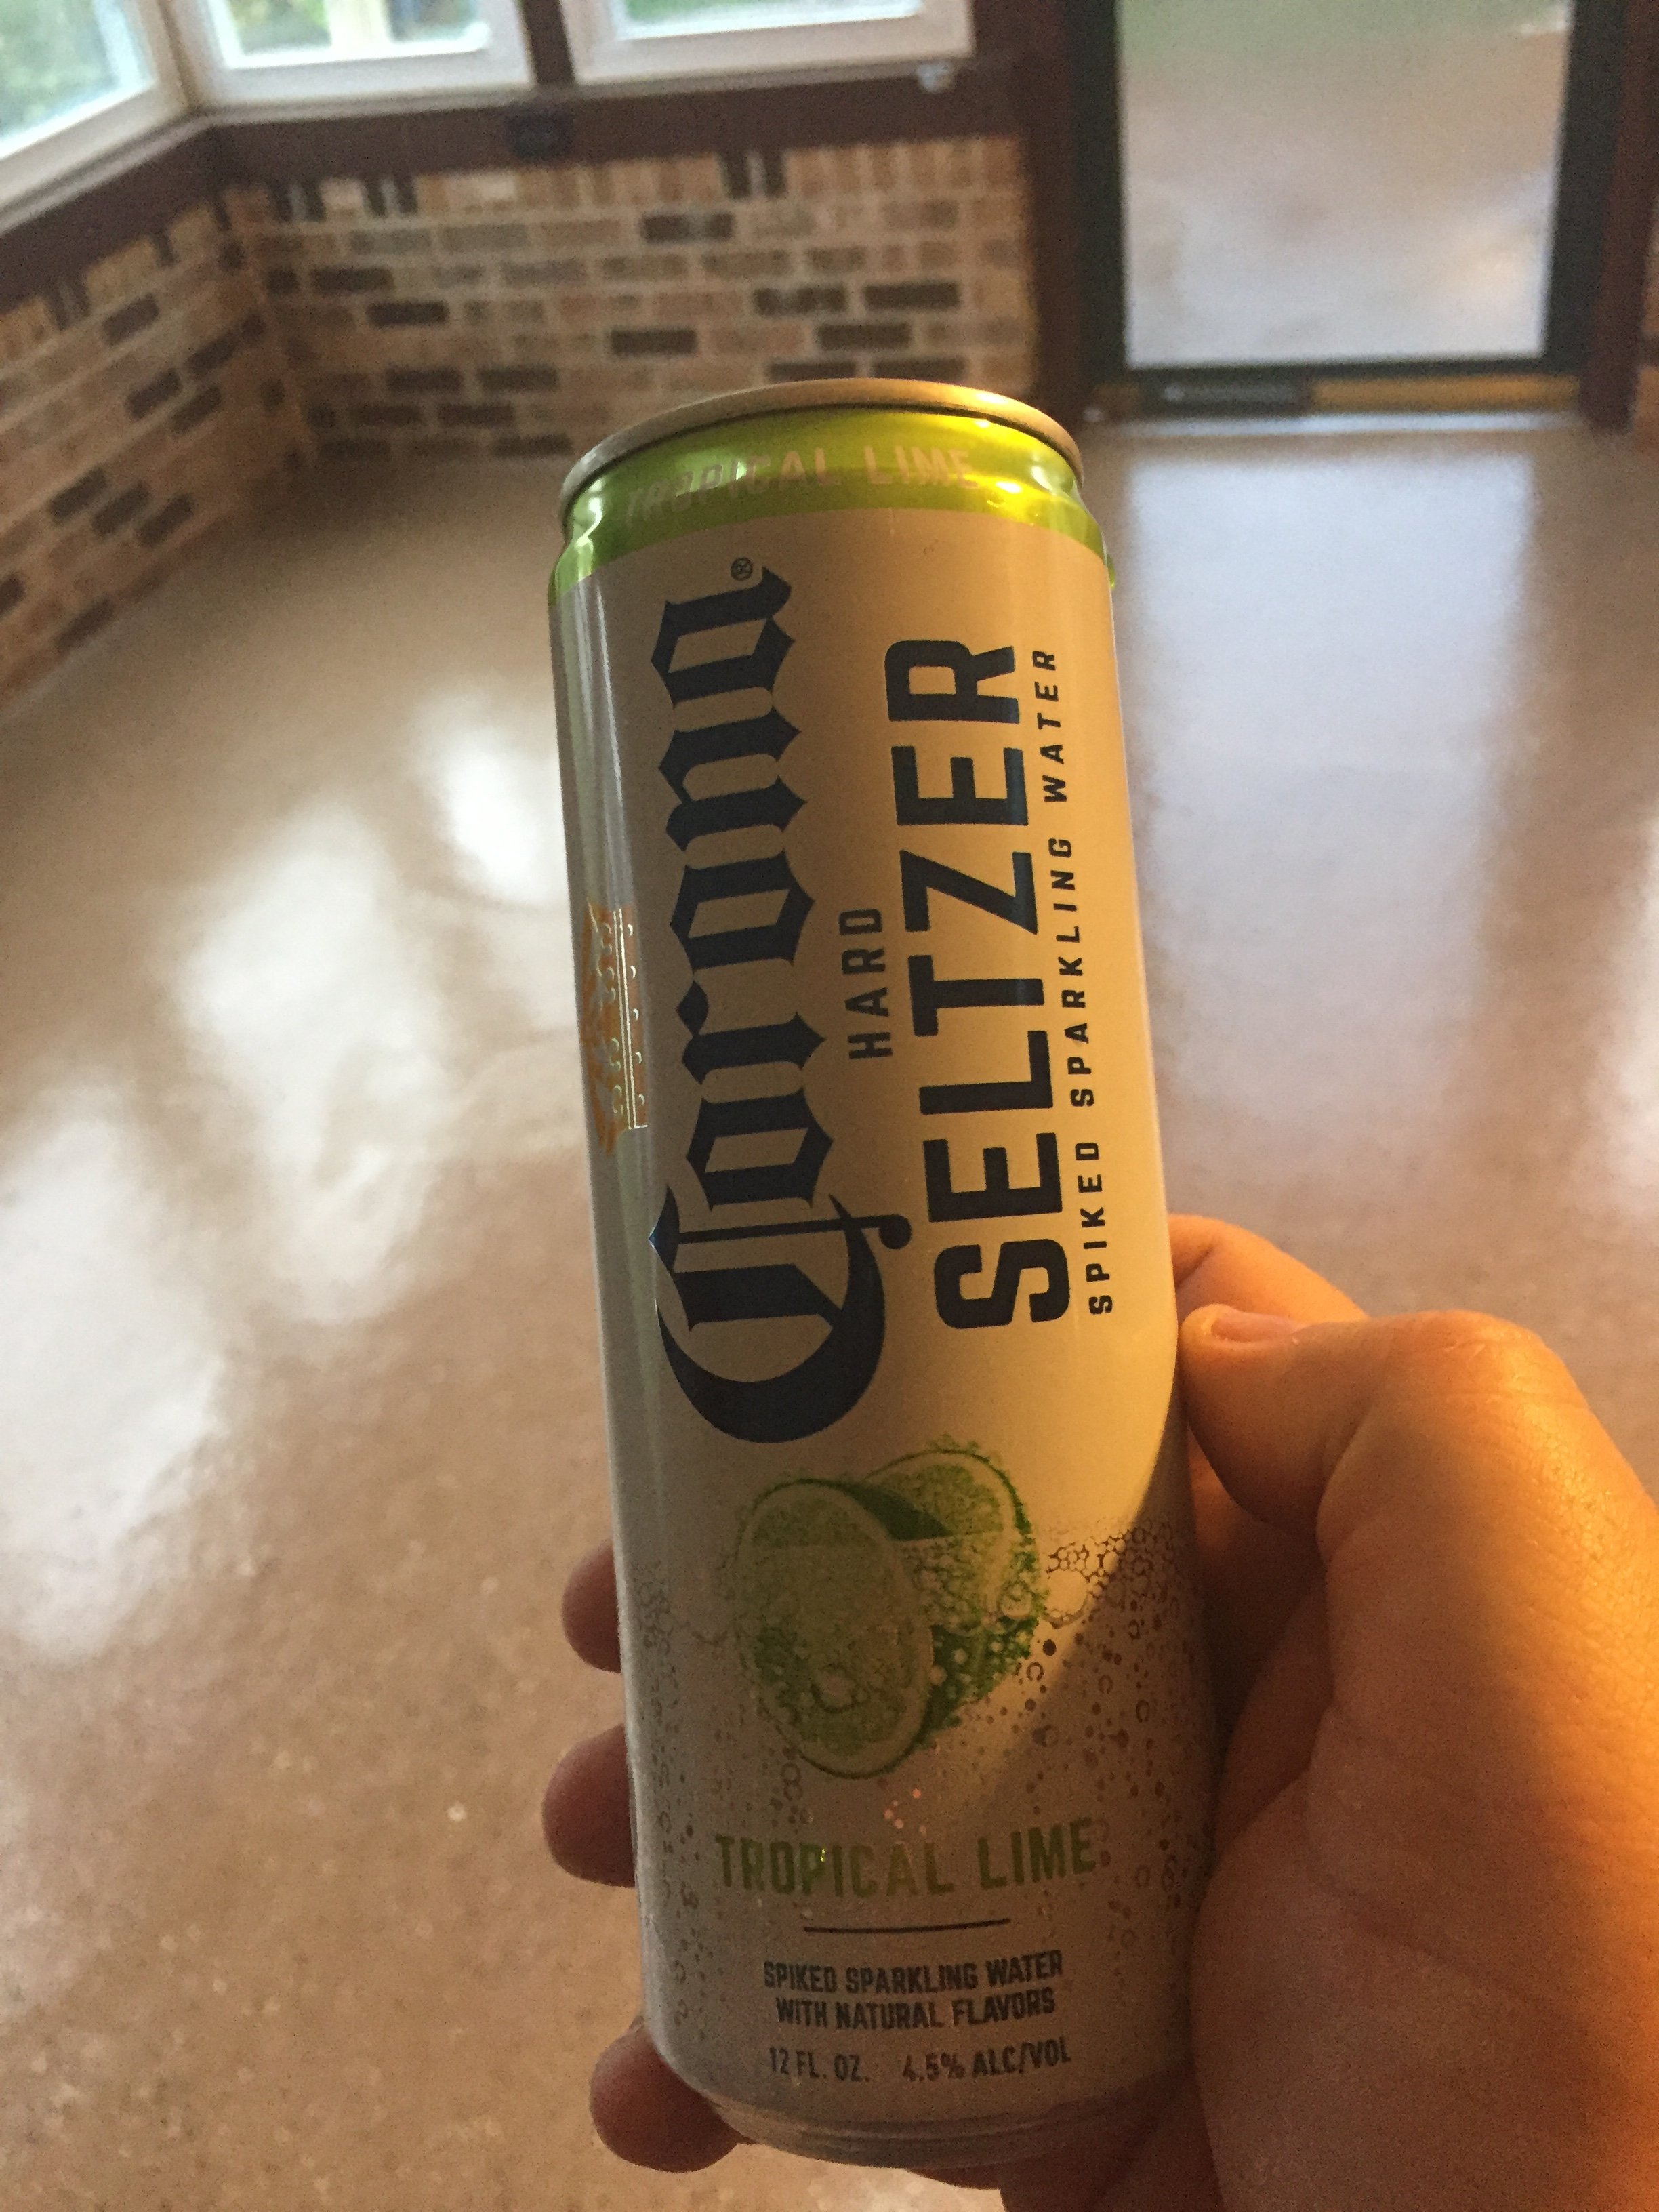 TROPICAL LIME
Corona®
HARD
SELTZER
SPIKED SPARKLING WATER
TROPICAL LIME
SPIKED SPARKLING WATER
WITH NATURAL FLAVORS
12 FL. OZ. 4.5% ALC/VOL